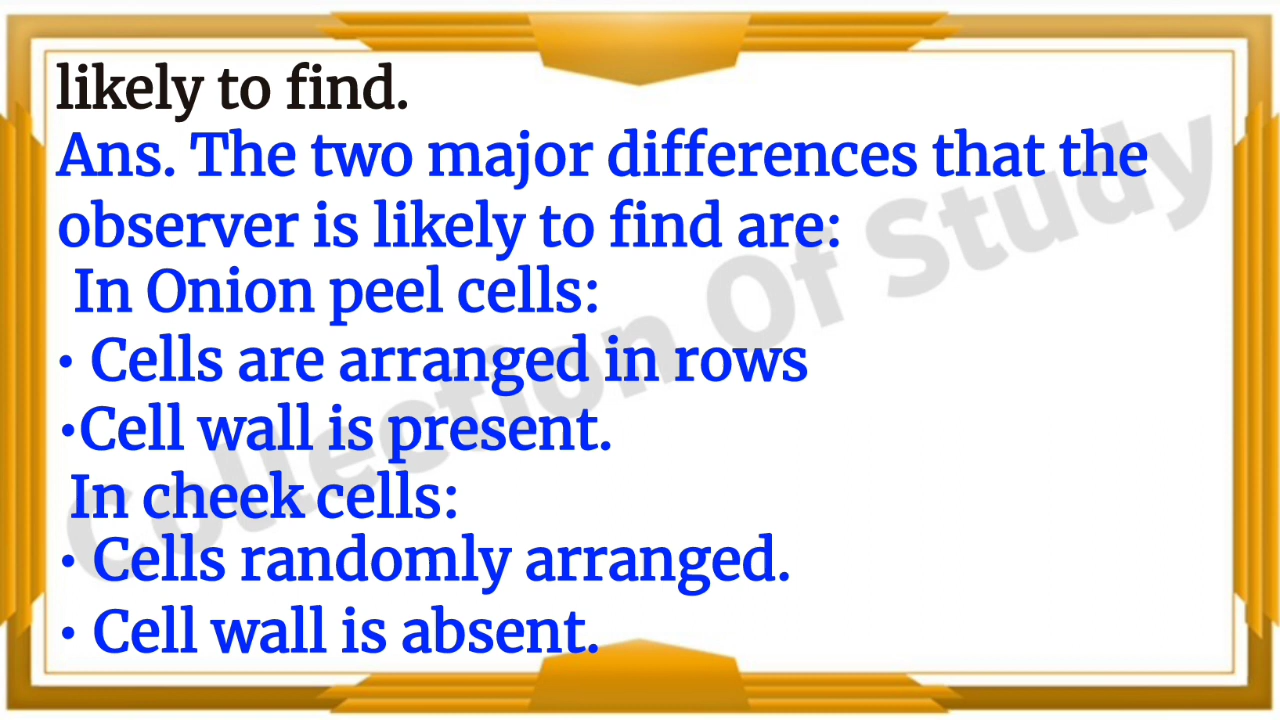 likely to find.
Ans. The two major differences that the
observer is likely to find are:
In Onion peel cells:
• Cells are arranged in rows
•Cell wall is present.
In cheek cells:
• Cells randomly arranged.
• Cell wall is absent.
Collection Of Study